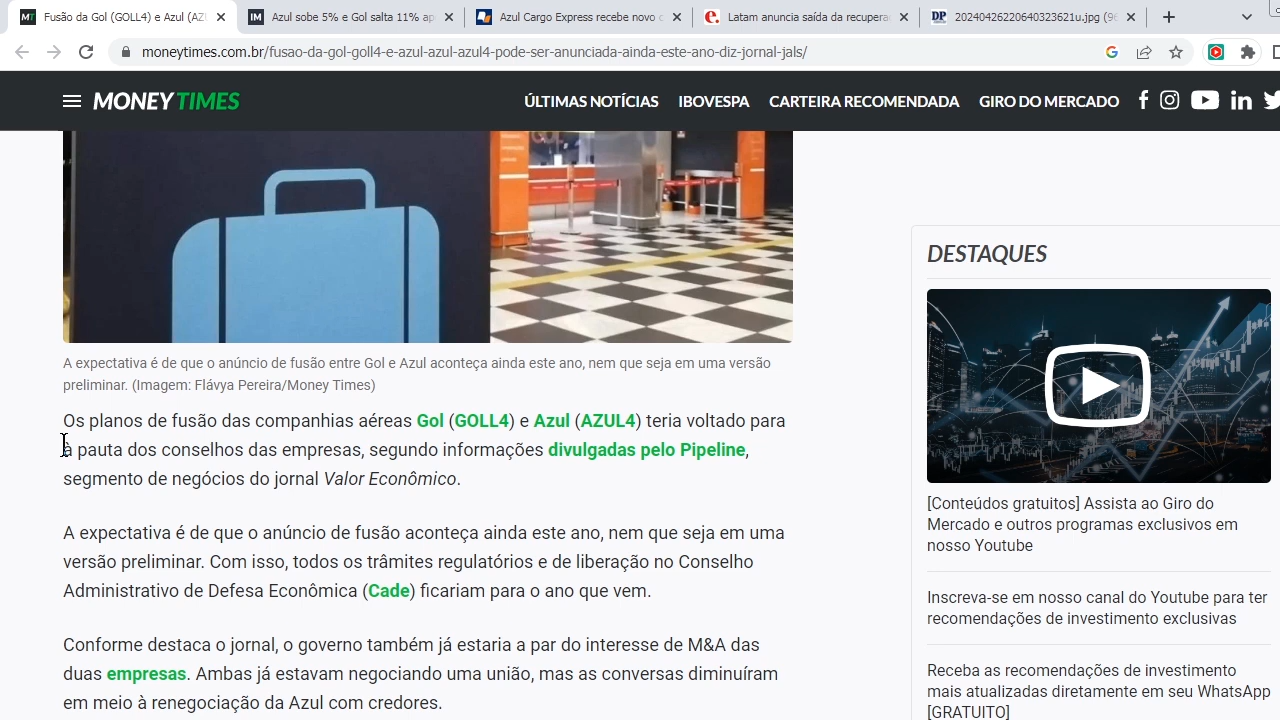 Fusão da Gol (GOLL4) e Azul (AZ
Azul sobe 5% e Gol salta 11% ap
Azul Cargo Express recebe novo c
Latam anuncia saída da recupera
20240426220640323621u.jpg (96
moneytimes.com.br/fusao-da-gol-goll4-e-azul-azul-azul4-pode-ser-anunciada-ainda-este-ano-diz-jornal-jals/
MONEY TIMES
ÚLTIMAS NOTÍCIAS IBOVESPA CARTEIRA RECOMENDADA GIRO DO MERCADO
A expectativa é de que o anúncio de fusão entre Gol e Azul aconteça ainda este ano, nem que seja em uma versão
preliminar. (Imagem: Flávya Pereira/Money Times)
Os planos de fusão das companhias aéreas Gol (GOLL4) e Azul (AZUL4) teria voltado para
à pauta dos conselhos das empresas, segundo informações divulgadas pelo Pipeline,
segmento de negócios do jornal Valor Econômico.
A expectativa é de que o anúncio de fusão aconteça ainda este ano, nem que seja em uma
versão preliminar. Com isso, todos os trâmites regulatórios e de liberação no Conselho
Administrativo de Defesa Econômica (Cade) ficariam para o ano que vem.
Conforme destaca o jornal, o governo também já estaria a par do interesse de M&A das
duas empresas. Ambas já estavam negociando uma união, mas as conversas diminuíram
em meio à renegociação da Azul com credores.
DESTAQUES
[Conteúdos gratuitos] Assista ao Giro do
Mercado e outros programas exclusivos em
nosso Youtube
Inscreva-se em nosso canal do Youtube para ter
recomendações de investimento exclusivas
Receba as recomendações de investimento
mais atualizadas diretamente em seu WhatsApp
[GRATUITO]